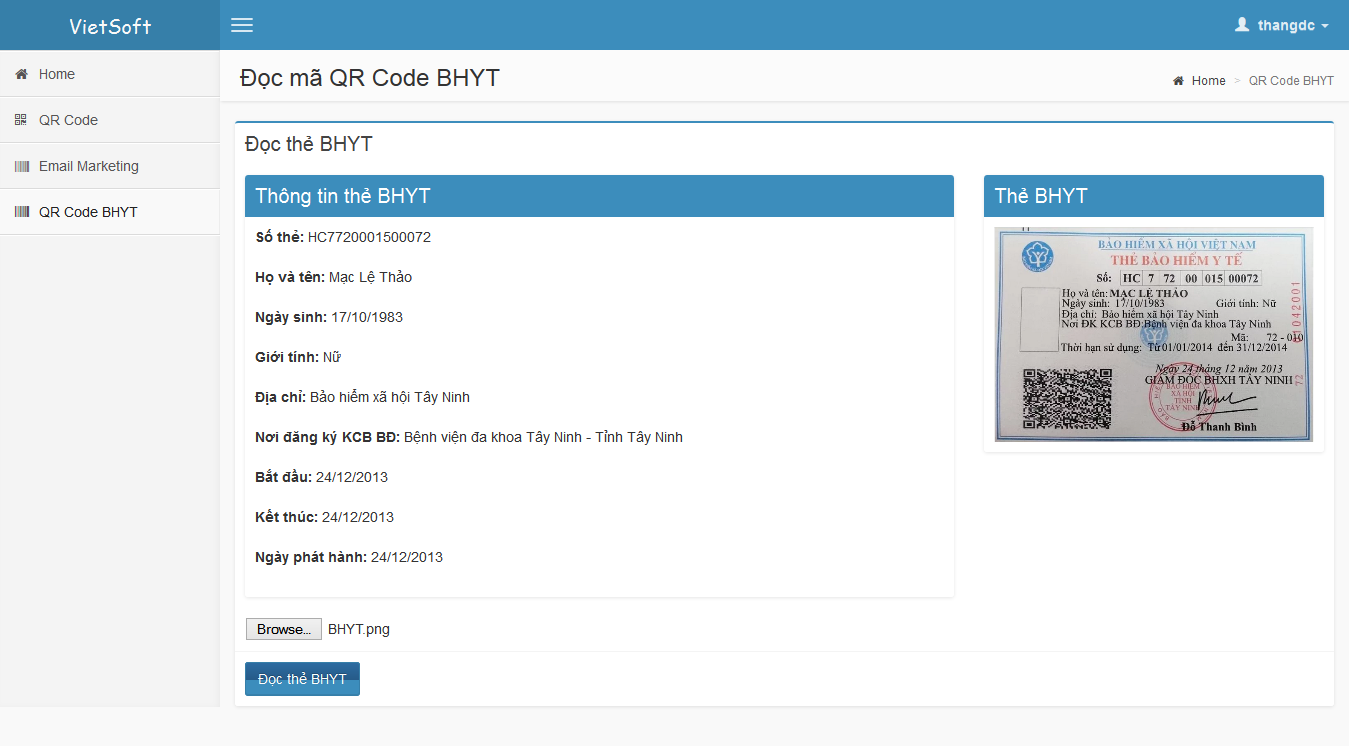 VietSoft
thangdc
Home
QR Code
Email Marketing
QR Code BHYT
Đọc mã QR Code BHYT
Home > QR Code BHYT
Đọc thẻ BHYT
Thông tin thẻ BHYT
Số thẻ: HC7720001500072
Họ và tên: Mạc Lệ Thảo
Ngày sinh: 17/10/1983
Giới tính: Nữ
Địa chỉ: Bảo hiểm xã hội Tây Ninh
Nơi đăng ký KCB BĐ: Bệnh viện đa khoa Tây Ninh - Tỉnh Tây Ninh
Bắt đầu: 24/12/2013
Kết thúc: 24/12/2013
Ngày phát hành: 24/12/2013
Browse... BHYT.png
Đọc thẻ BHYT
Thẻ BHYT
BẢO HIỂM XÃ HỘI VIỆT NAM
THẺ BẢO HIỂM Y TẾ
Số: HC 7 72 00 015 00072
Họ và tên: MẠC LỆ THẢO
Ngày sinh: 17/10/1983 Giới tính: Nữ
Địa chỉ: Bảo hiểm xã hội Tây Ninh
Nơi ĐK KCB BĐ: Bệnh viện đa khoa Tây Ninh
Mã: 72 - 010
Thời hạn sử dụng: Từ 01/01/2014 đến 31/12/2014
Ngày 24 tháng 12 năm 2013
GIÁM ĐỐC BHXH TÂY NINH
BẢO HIỂM
XÃ HỘI
TỈNH
TÂY NINH
Đỗ Thanh Bình
72